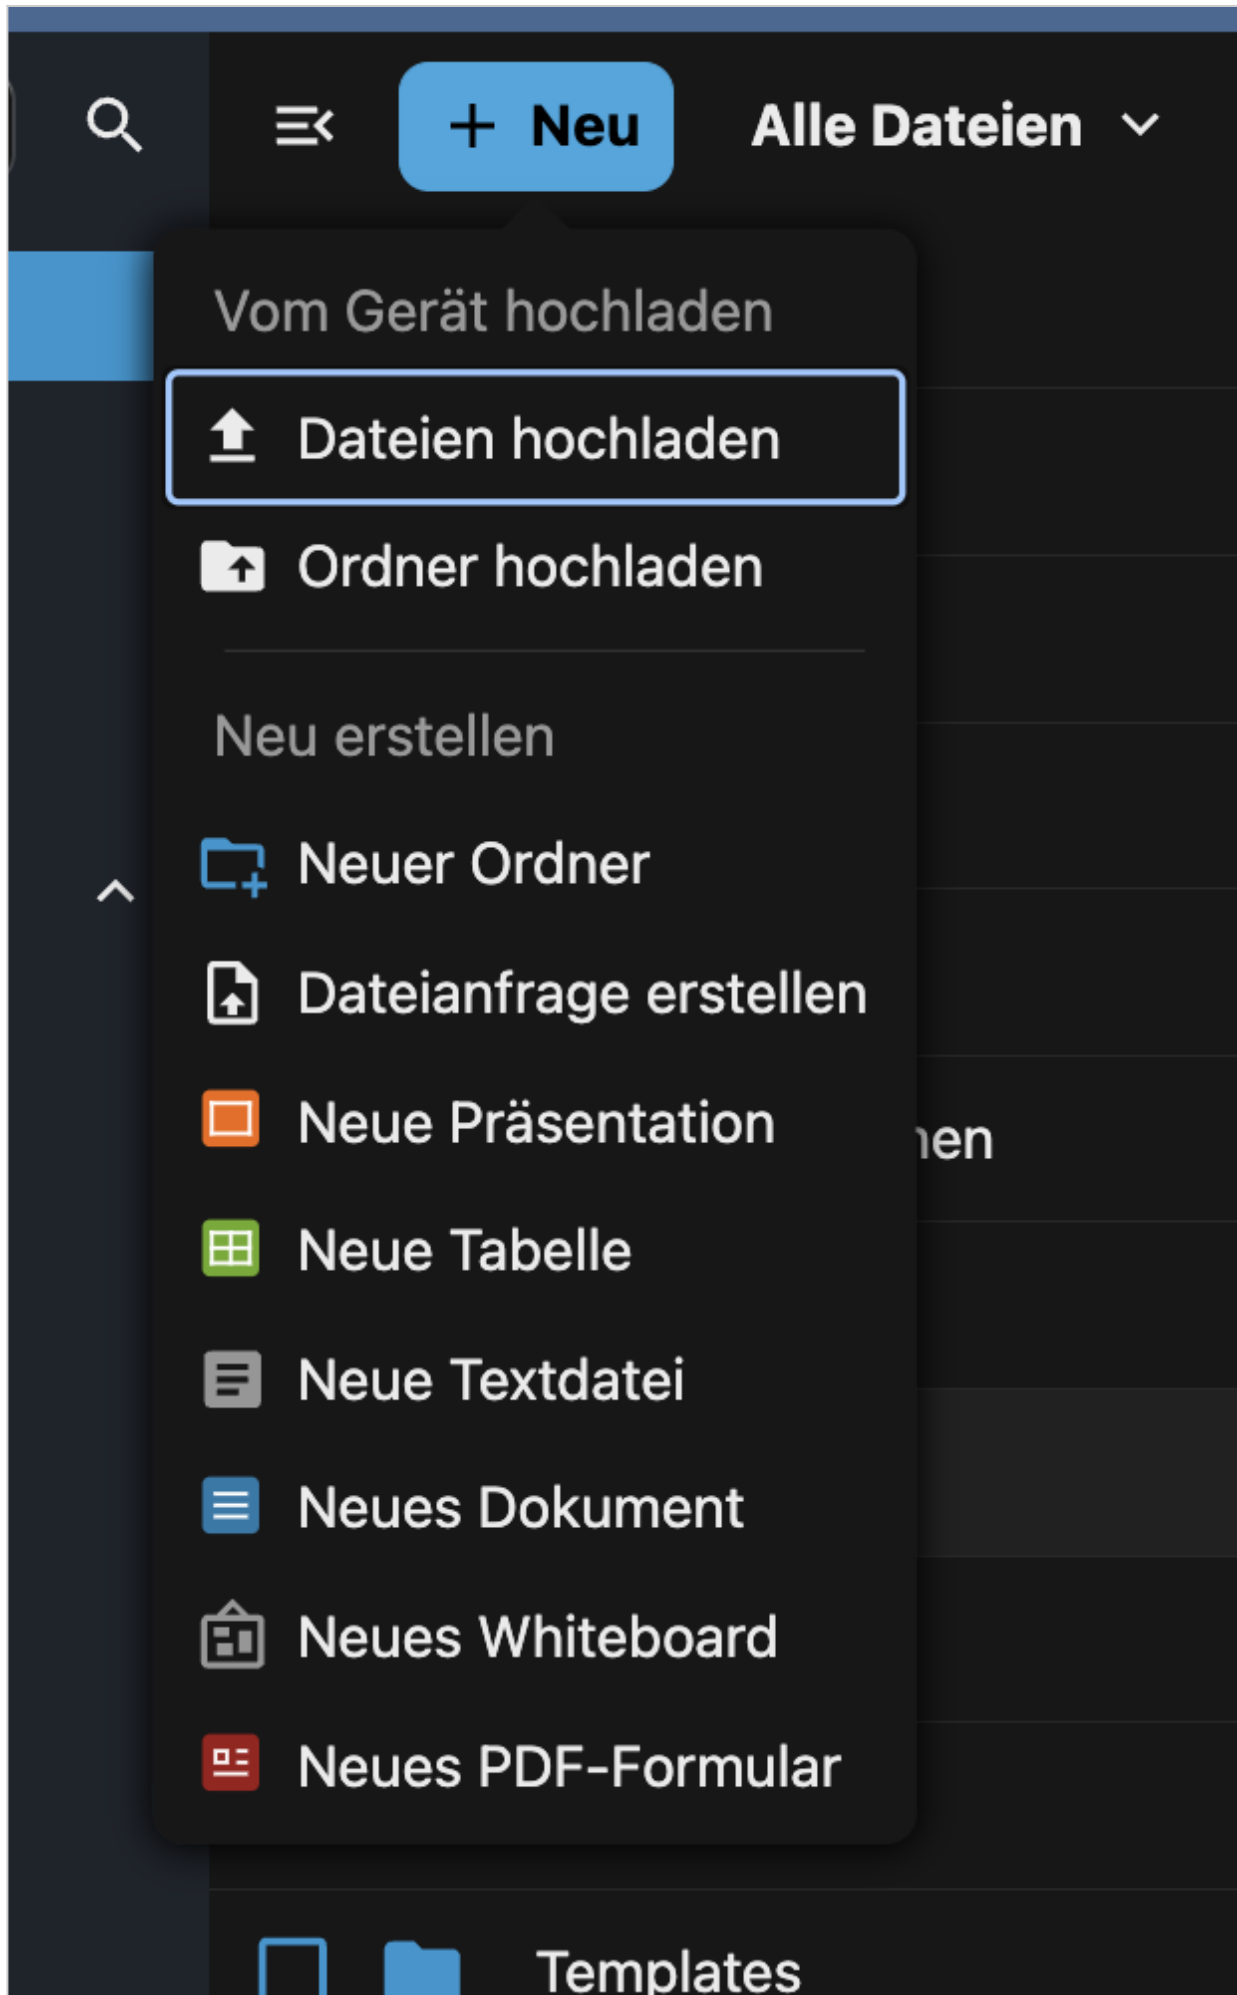 + Neu
Alle Dateien
Vom Gerät hochladen
Dateien hochladen
Ordner hochladen
Neu erstellen
Neuer Ordner
Dateianfrage erstellen
Neue Präsentation
Neue Tabelle
Neue Textdatei
Neues Dokument
Neues Whiteboard
Neues PDF-Formular
Templates